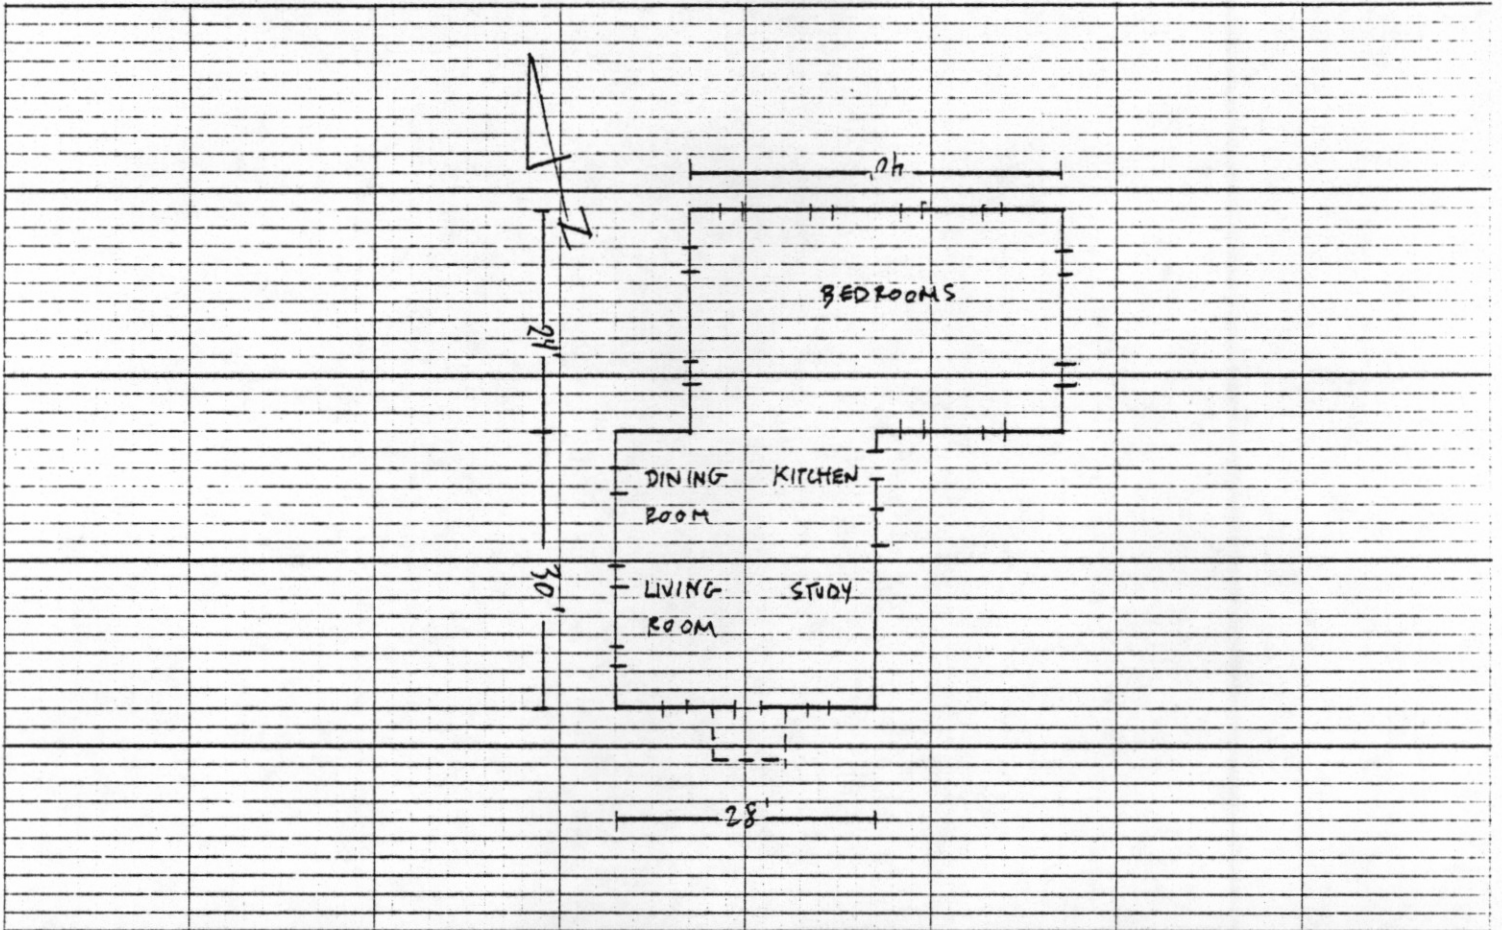 40'
N
BEDROOMS
24'
DINING
ROOM
KITCHEN
30'
LIVING
ROOM
STUDY
28'